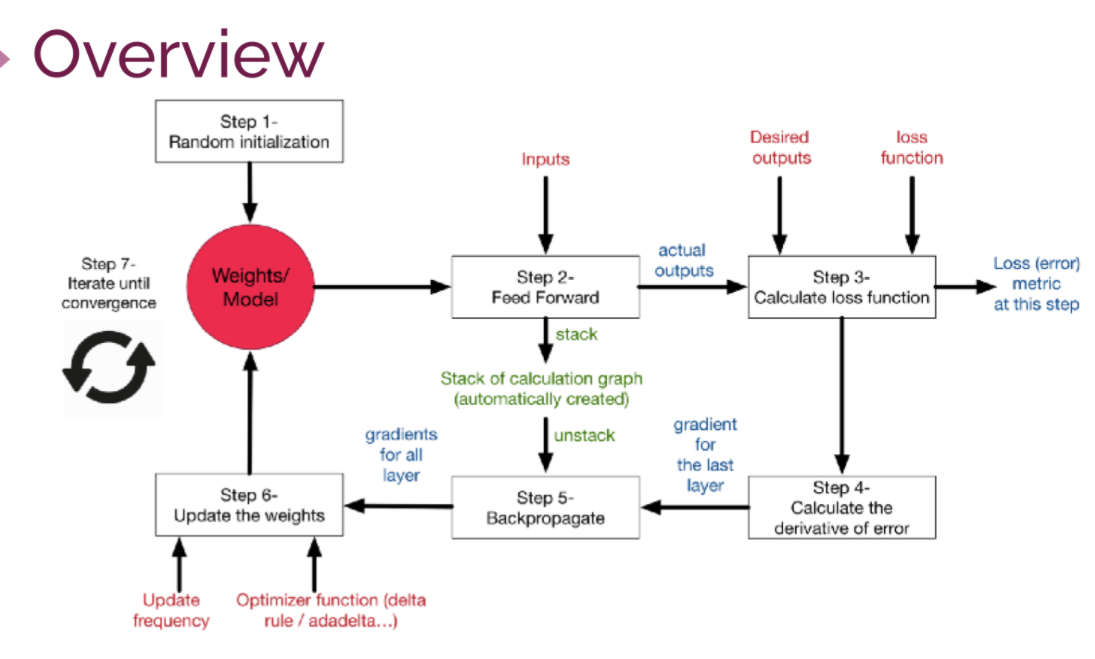 Overview
Step 1-
Random initialization
Weights/
Model
Step 7-
Iterate until
convergence
Inputs
Step 2-
Feed Forward
actual
outputs
Desired
outputs
loss
function
Step 3-
Calculate loss function
Loss (error)
metric
at this step
stack
Stack of calculation graph
(automatically created)
unstack
Step 4-
Calculate the
derivative of error
gradient
for
the last
layer
Step 5-
Backpropagate
gradients
for all
layer
Step 6-
Update the weights
Update
frequency
Optimizer function (delta
rule / adadelta...)